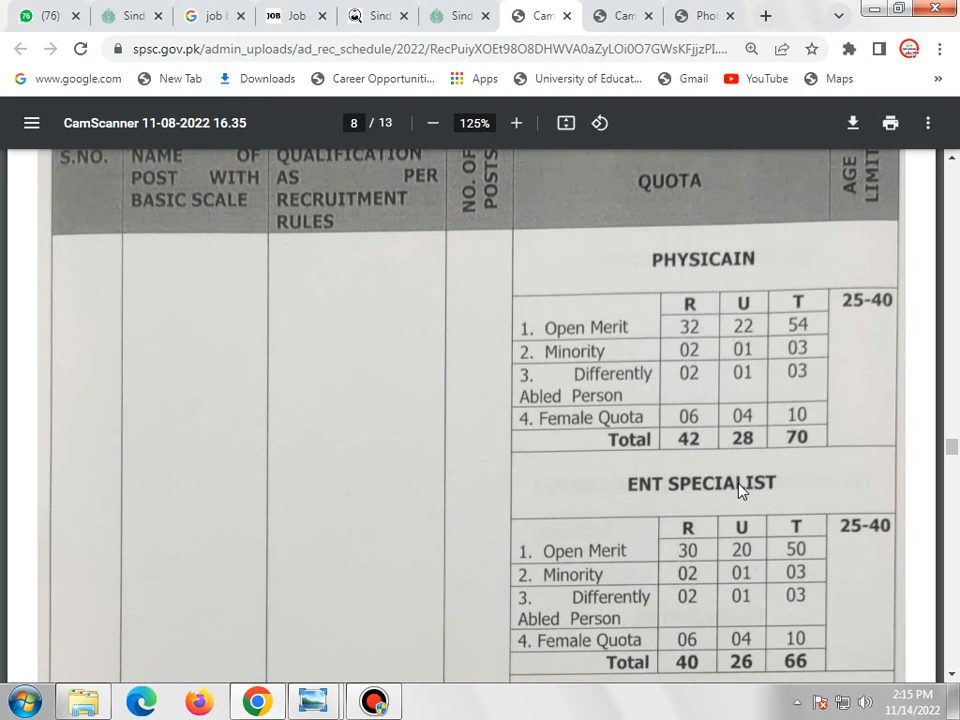 (76)
Sind
job l
JOB Job
Sind
Sind
Cam
Cam
Pho
spsc.gov.pk/admin_uploads/ad_rec_schedule/2022/RecPuiyXOEt98O8DHWVA0aZyLOi0O7GWsKFjjzPI....
www.google.com
New Tab
Downloads
Career Opportuniti...
Apps
University of Educat...
Gmail
YouTube
Maps
»
CamScanner 11-08-2022 16.35
8 / 13
125%
S.NO.
NAME OF
POST WITH
BASIC SCALE
QUALIFICATION
AS PER
RECRUITMENT
RULES
NO. OF
POSTS
QUOTA
AGE
LIMIT
PHYSICAIN
R U T 25-40
1. Open Merit 32 22 54
2. Minority 02 01 03
3. Differently 02 01 03
Abled Person
4. Female Quota 06 04 10
Total 42 28 70
ENT SPECIALIST
R U T 25-40
1. Open Merit 30 20 50
2. Minority 02 01 03
3. Differently 02 01 03
Abled Person
4. Female Quota 06 04 10
Total 40 26 66
2:15 PM
11/14/2022